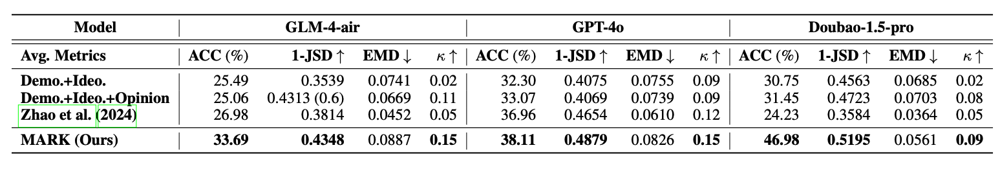 Model GLM-4-air GPT-4o Doubao-1.5-pro
Avg. Metrics ACC (%) 1-JSD ↑ EMD ↓ κ ↑ ACC (%) 1-JSD ↑ EMD ↓ κ ↑ ACC (%) 1-JSD ↑ EMD ↓ κ ↑
Demo.+Ideo. 25.49 0.3539 0.0741 0.02 32.30 0.4075 0.0755 0.09 30.75 0.4563 0.0685 0.02
Demo.+Ideo.+Opinion 25.06 0.4313 (0.6) 0.0669 0.11 33.07 0.4069 0.0739 0.09 31.45 0.4723 0.0703 0.08
Zhao et al. (2024) 26.98 0.3814 0.0452 0.05 36.96 0.4654 0.0610 0.12 24.23 0.3584 0.0364 0.05
MARK (Ours) 33.69 0.4348 0.0887 0.15 38.11 0.4879 0.0826 0.15 46.98 0.5195 0.0561 0.09